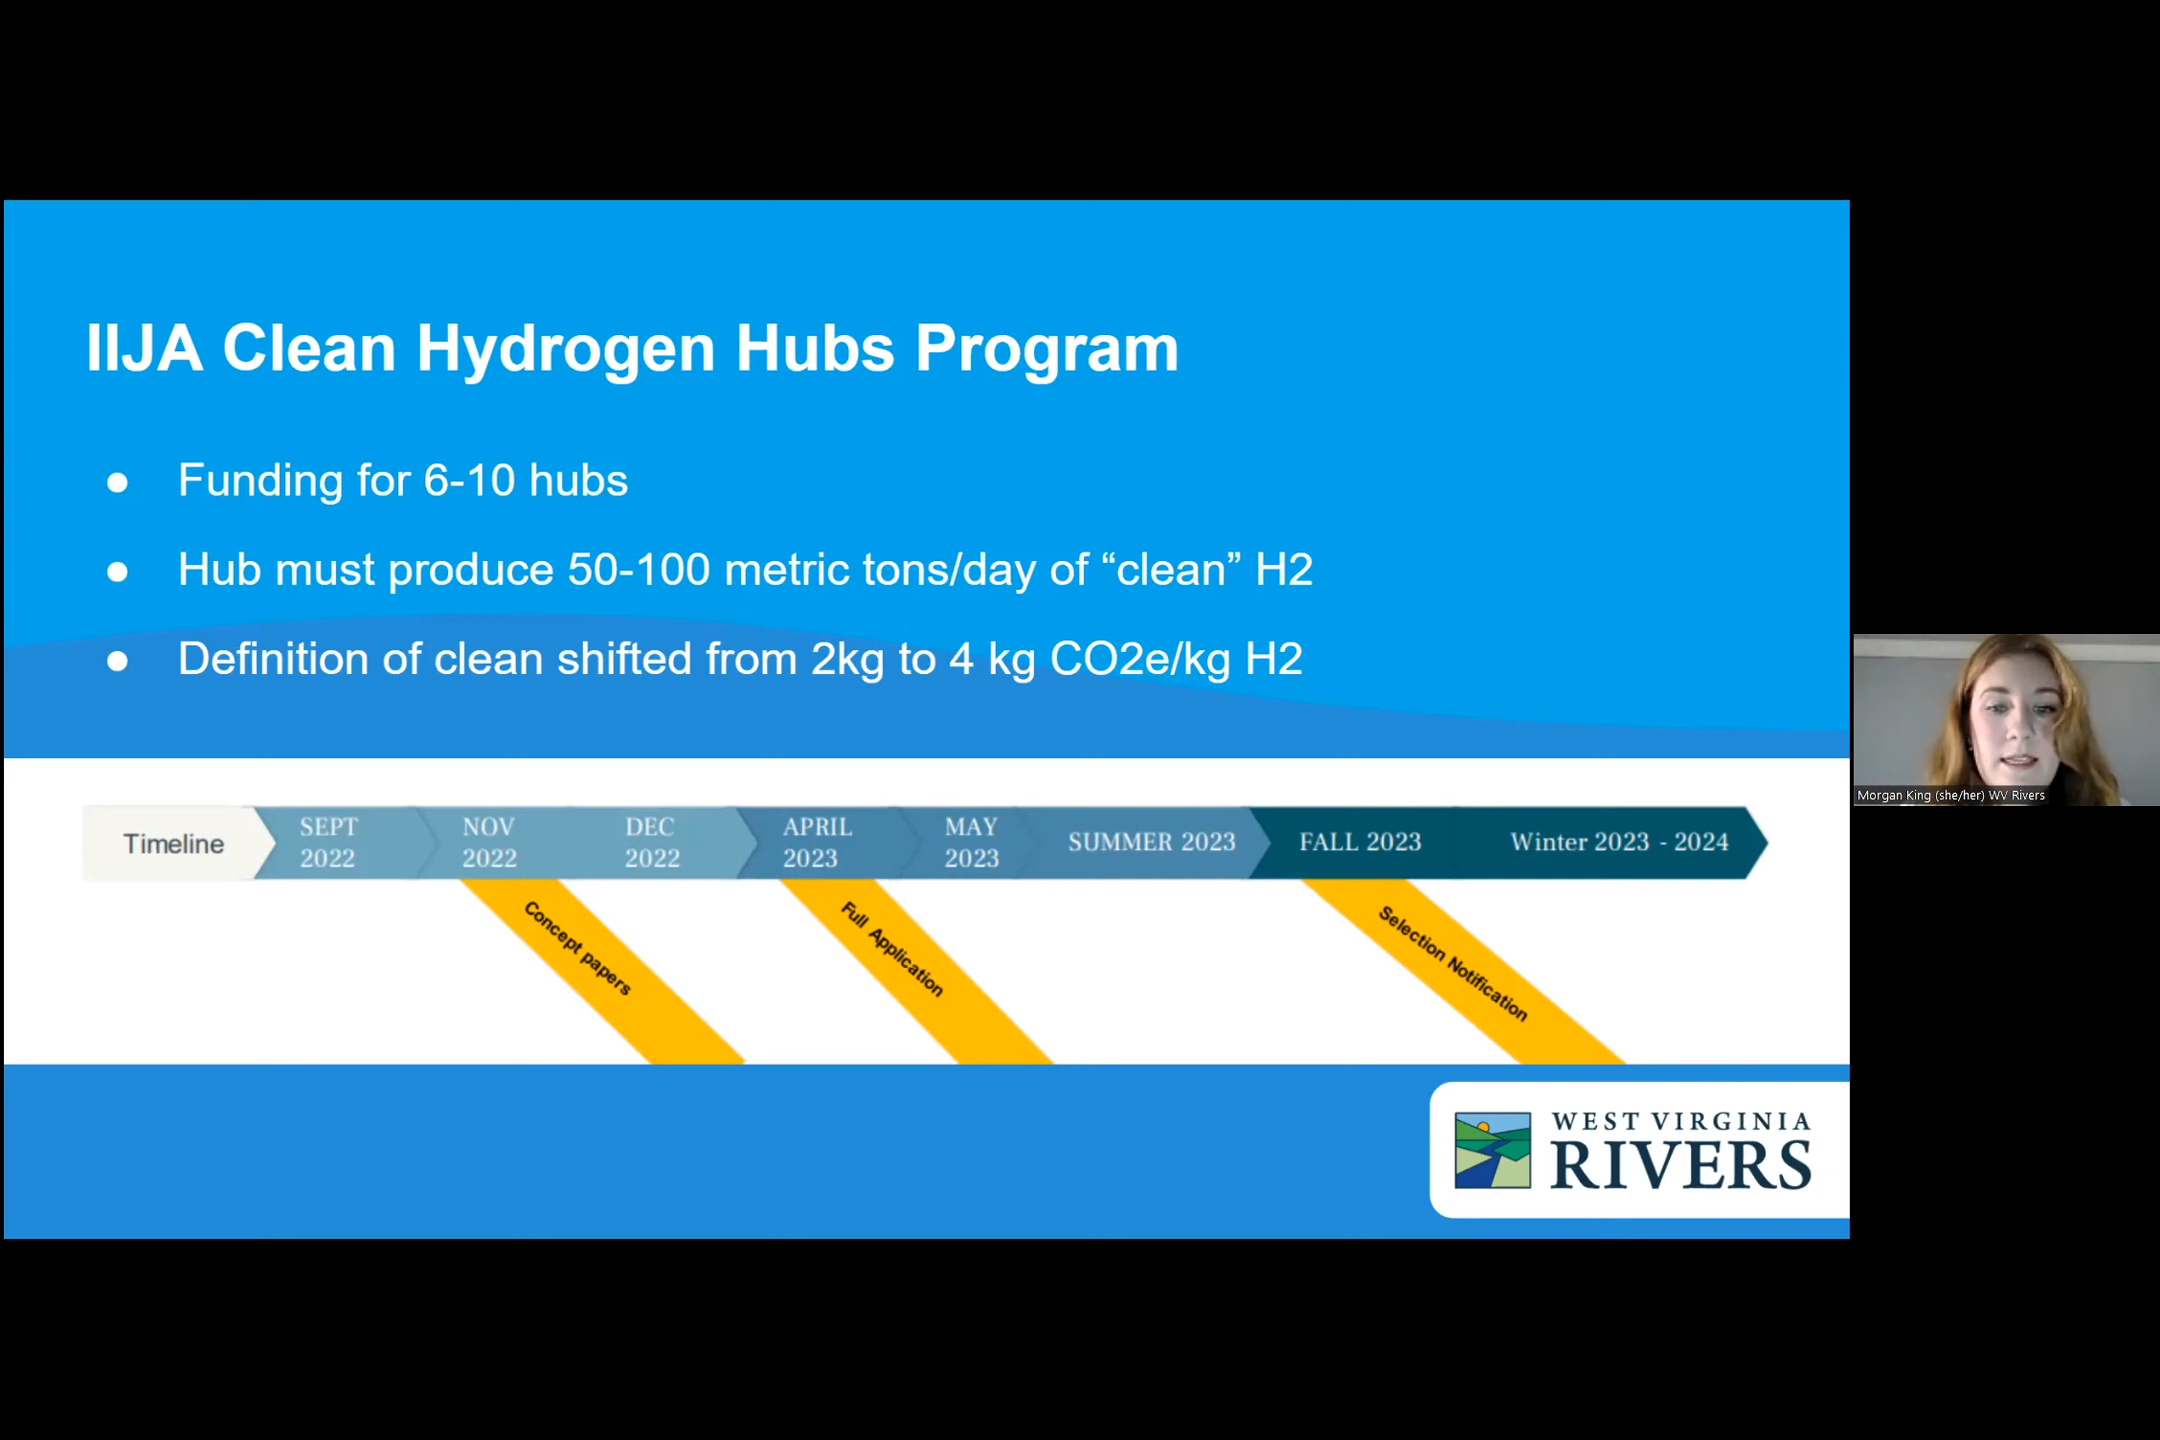 IIJA Clean Hydrogen Hubs Program
● Funding for 6-10 hubs
● Hub must produce 50-100 metric tons/day of “clean” H2
● Definition of clean shifted from 2kg to 4 kg CO2e/kg H2
Morgan King (she/her) WV Rivers
Timeline
SEPT
2022
NOV
2022
DEC
2022
APRIL
2023
MAY
2023
SUMMER 2023
FALL 2023
Winter 2023 - 2024
Concept papers
Full Application
Selection Notification
WEST VIRGINIA
RIVERS